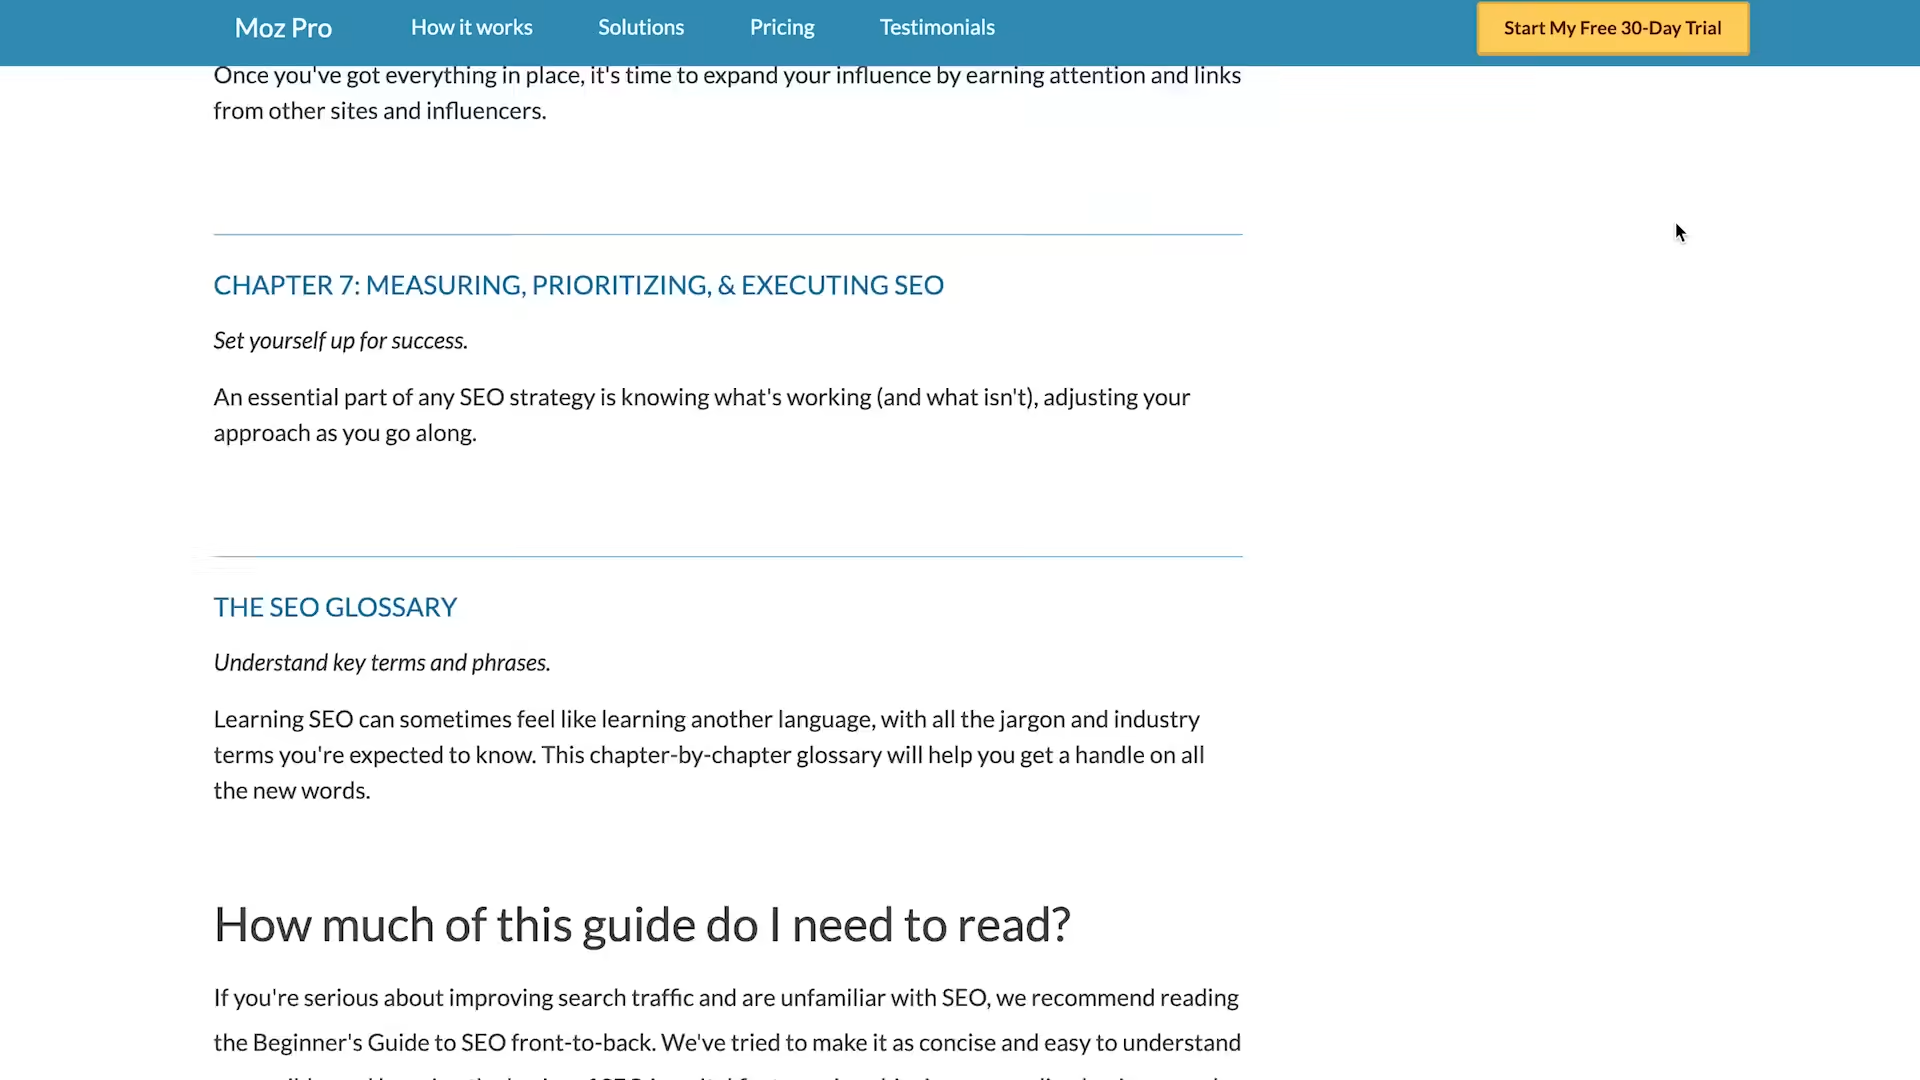 Moz Pro How it works Solutions Pricing Testimonials Start My Free 30-Day Trial
Once you've got everything in place, it's time to expand your influence by earning attention and links
from other sites and influencers.
CHAPTER 7: MEASURING, PRIORITIZING, & EXECUTING SEO
Set yourself up for success.
An essential part of any SEO strategy is knowing what's working (and what isn't), adjusting your
approach as you go along.
THE SEO GLOSSARY
Understand key terms and phrases.
Learning SEO can sometimes feel like learning another language, with all the jargon and industry
terms you're expected to know. This chapter-by-chapter glossary will help you get a handle on all
the new words.
How much of this guide do I need to read?
If you're serious about improving search traffic and are unfamiliar with SEO, we recommend reading
the Beginner's Guide to SEO front-to-back. We've tried to make it as concise and easy to understand